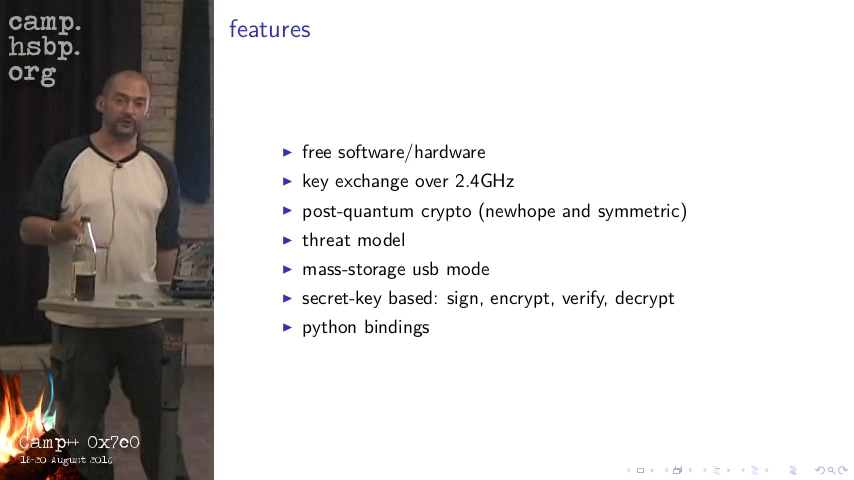 camp.
hsbp.
org
features
free software/hardware
key exchange over 2.4GHz
post-quantum crypto (newhope and symmetric)
threat model
mass-storage usb mode
secret-key based: sign, encrypt, verify, decrypt
python bindings
Camp++ 0x7e0
18-20 August 2016